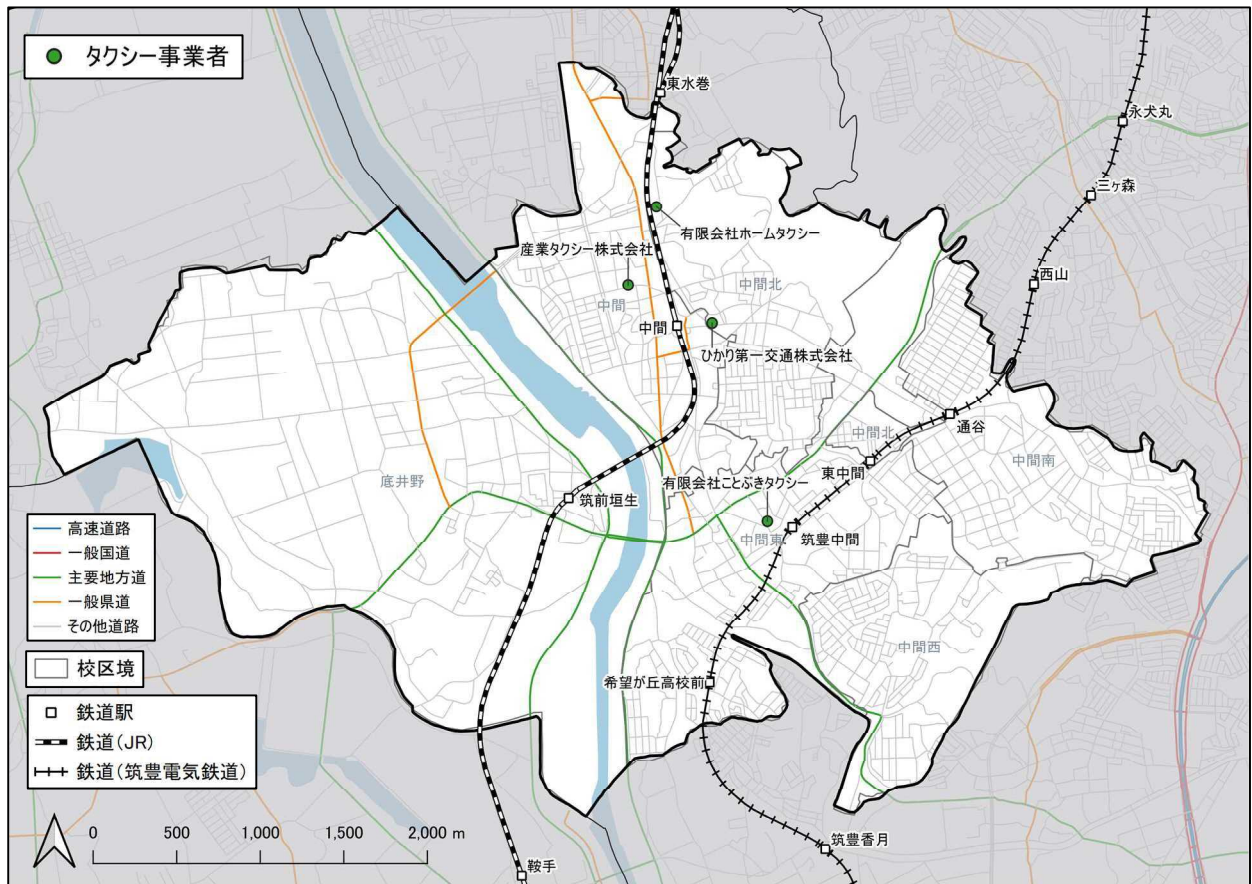 タクシー事業者
東水巻
永犬丸
三ヶ森
有限会社ホームタクシー
産業タクシー株式会社
中間北
西山
中間
中間
ひかり第一交通株式会社
通谷
中間北
中間南
東中間
有限会社ことぶきタクシー
底井野
筑前垣生
中間東
筑豊中間
高速道路
一般国道
主要地方道
一般県道
その他道路
中間西
校区境
希望が丘高校前
鉄道駅
鉄道(JR)
鉄道(筑豊電気鉄道)
0 500 1,000 1,500 2,000 m
筑豊香月
鞍手